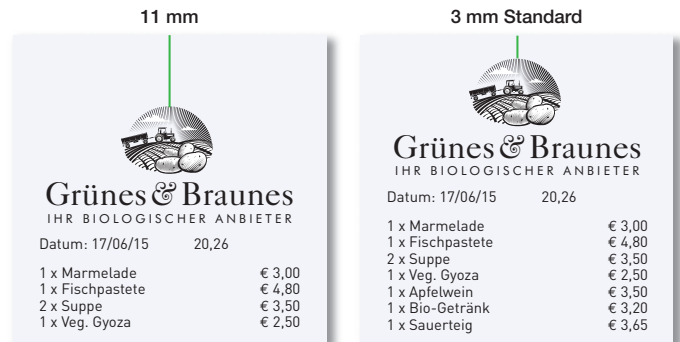 11 mm
Grünes & Braunes
IHR BIOLOGISCHER ANBIETER
Datum: 17/06/15 20,26
1 x Marmelade € 3,00
1 x Fischpastete € 4,80
2 x Suppe € 3,50
1 x Veg. Gyoza € 2,50
3 mm Standard
Grünes & Braunes
IHR BIOLOGISCHER ANBIETER
Datum: 17/06/15 20,26
1 x Marmelade € 3,00
1 x Fischpastete € 4,80
2 x Suppe € 3,50
1 x Veg. Gyoza € 2,50
1 x Apfelwein € 3,50
1 x Bio-Getränk € 3,20
1 x Sauerteig € 3,65